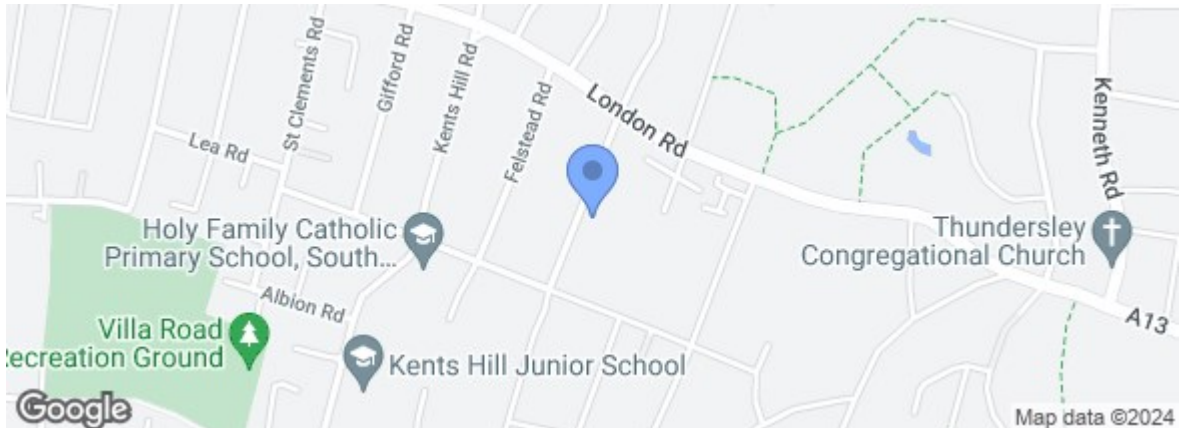 St Clements Rd
Gifford Rd
Kents Hill Rd
Felstead Rd
London Rd
Kenneth Rd
Lea Rd
Holy Family Catholic
Primary School, South...
Thundersley
Congregational Church
Albion Rd
A13
Villa Road
Recreation Ground
Kents Hill Junior School
Google
Map data ©2024